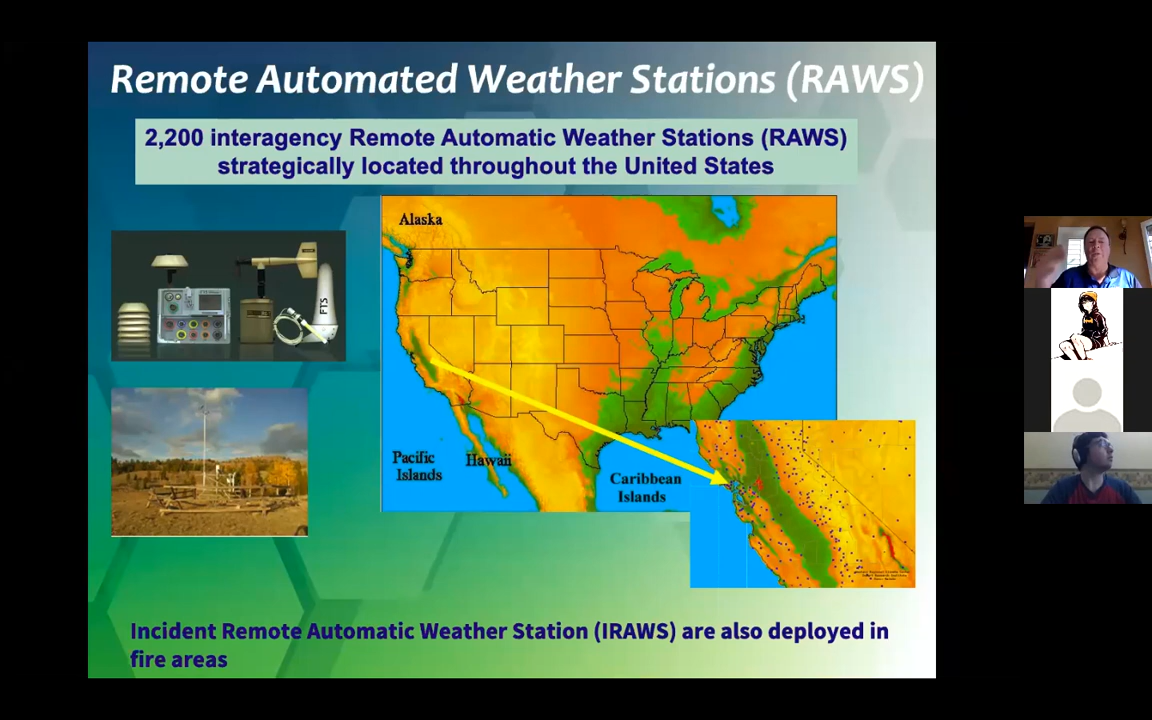 Remote Automated Weather Stations (RAWS)
2,200 interagency Remote Automatic Weather Stations (RAWS)
strategically located throughout the United States
Alaska
FTS
Pacific
Islands
Hawaii
Caribbean
Islands
Incident Remote Automatic Weather Station (IRAWS) are also deployed in
fire areas